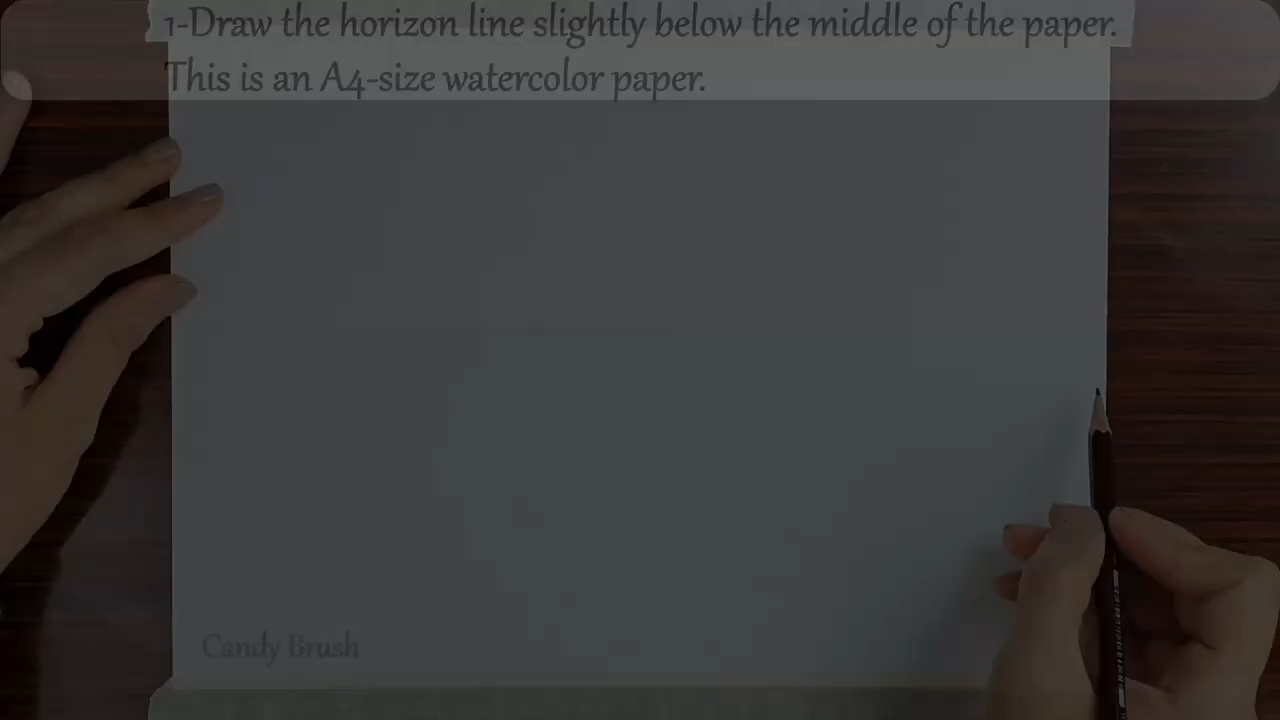 1-Draw the horizon line slightly below the middle of the paper.
This is an A4-size watercolor paper.
Candy Brush